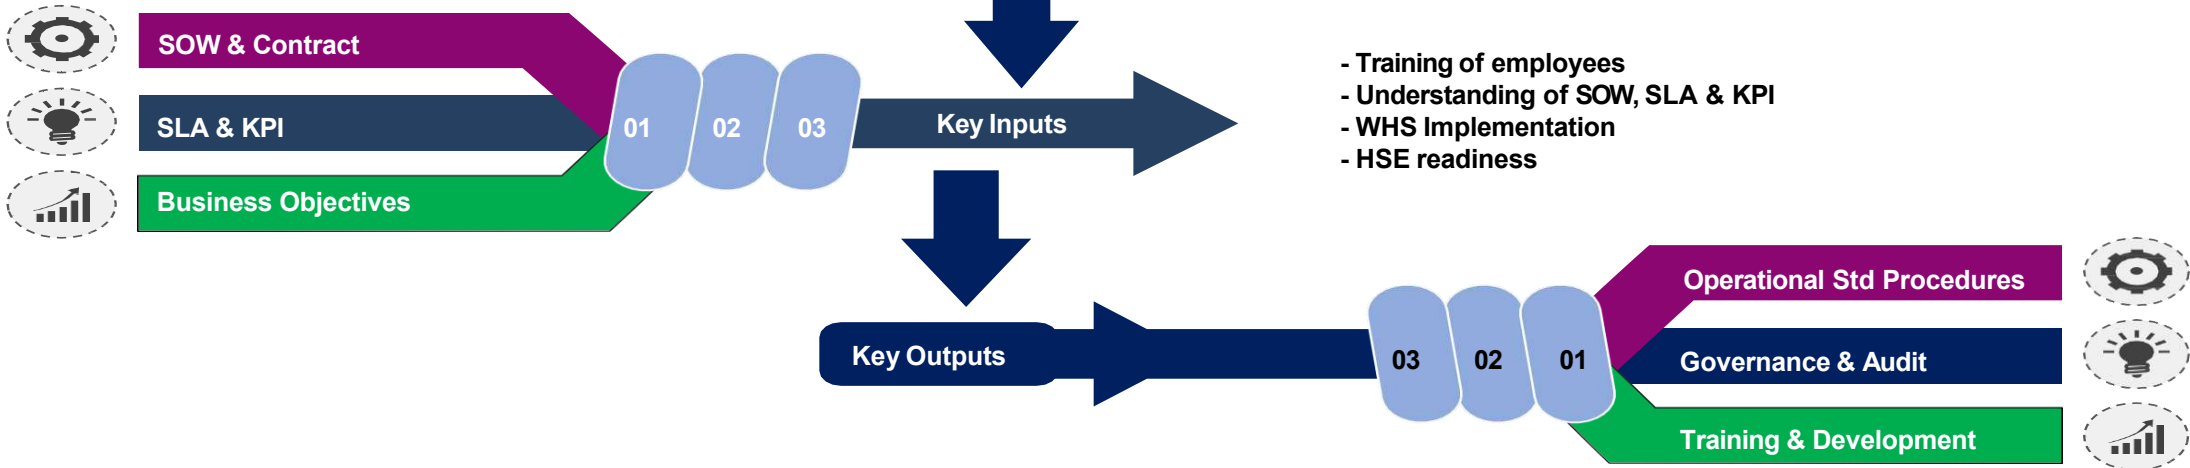 SOW & Contract
SLA & KPI
Business Objectives
01 02 03
Key Inputs
- Training of employees
- Understanding of SOW, SLA & KPI
- WHS Implementation
- HSE readiness
Key Outputs
03 02 01
Operational Std Procedures
Governance & Audit
Training & Development